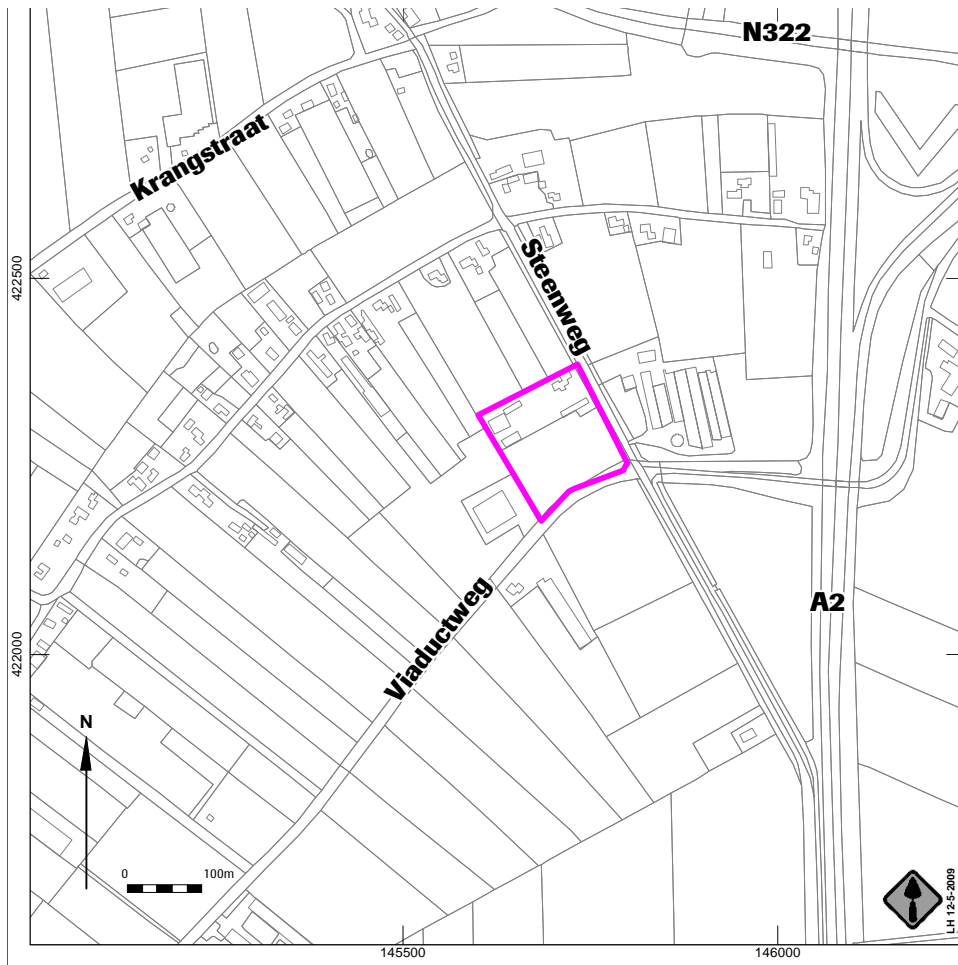 N322
Krangstraat
Steenweg
422500
A2
Viaductweg
422000
N
0 100m
LH 12-5-2009
145500 146000